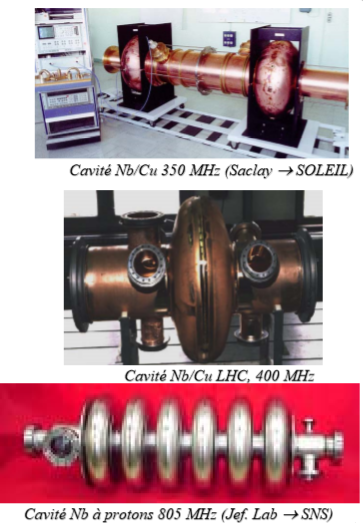 Cavité Nb/Cu 350 MHz (Saclay → SOLEIL)
Cavité Nb/Cu LHC, 400 MHz
Cavité Nb à protons 805 MHz (Jef. Lab → SNS)